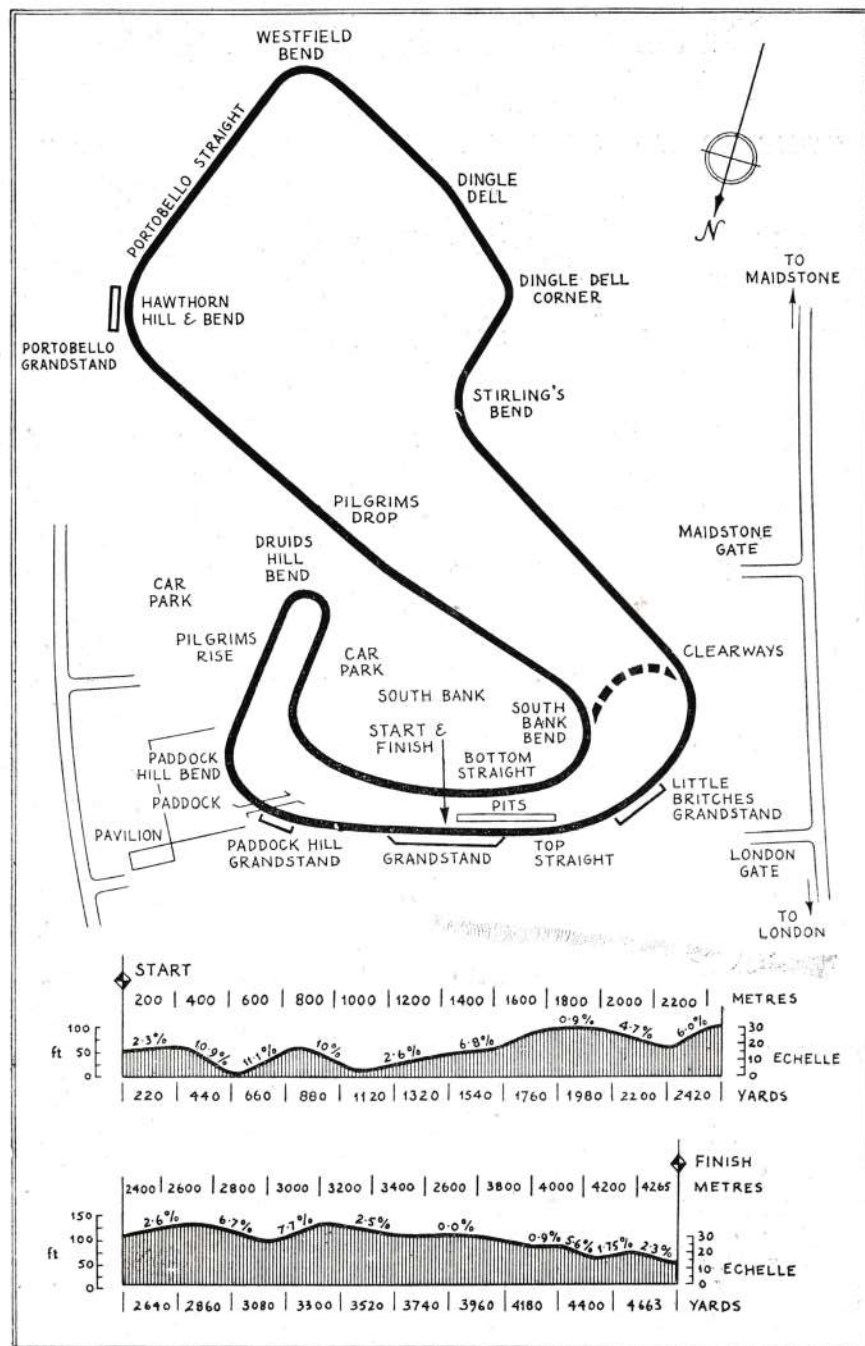 WESTFIELD
BEND
PORTOBELLO STRAIGHT
DINGLE
DELL
N
TO
MAIDSTONE
HAWTHORN
HILL & BEND
DINGLE DELL
CORNER
PORTOBELLO
GRANDSTAND
STIRLING'S
BEND
PILGRIMS
DROP
MAIDSTONE
GATE
DRUIDS
HILL
BEND
CAR
PARK
PILGRIMS
RISE
CAR
PARK
CLEARWAYS
SOUTH BANK
SOUTH
BANK
BEND
START &
FINISH
BOTTOM
STRAIGHT
PADDOCK
HILL BEND
PADDOCK
PITS
LITTLE
BRITCHES
GRANDSTAND
PAVILION
PADDOCK HILL
GRANDSTAND
GRANDSTAND
TOP
STRAIGHT
LONDON
GATE
TO
LONDON
START
200 400 600 800 1000 1200 1400 1600 1800 2000 2200 METRES
100 50 0 ft
2.3% 10.9% 11.1% 10% 2.6% 6.8% 0.9% 4.7% 6.0%
30 20 10 0 ECHELLE
220 440 660 880 1120 1320 1540 1760 1980 2200 2420 YARDS
FINISH
2400 2600 2800 3000 3200 3400 2600 3800 4000 4200 4265 METRES
150 100 50 0 ft
2.6% 6.7% 7.7% 2.5% 0.0% 0.9% 5.6% 1.75% 2.3%
30 20 10 0 ECHELLE
2640 2860 3080 3300 3520 3740 3960 4180 4400 4663 YARDS